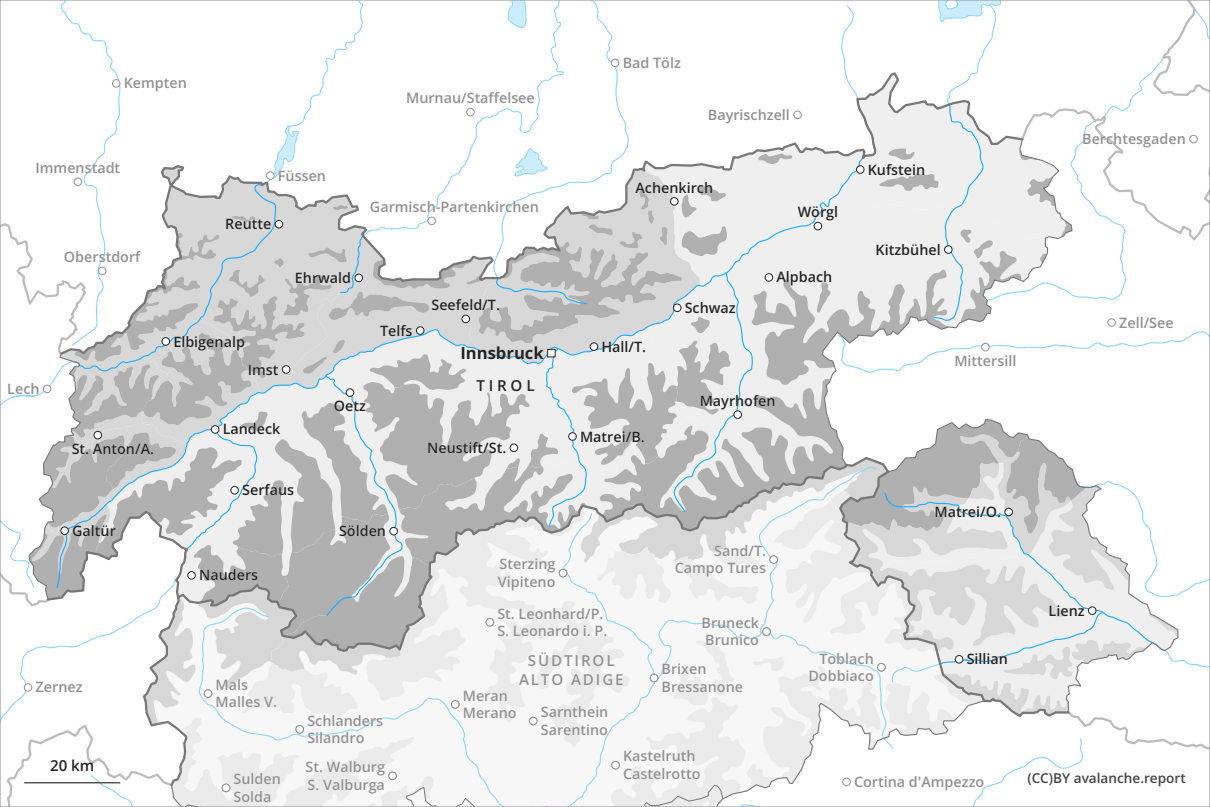 Kempten
Bad Tölz
Murnau/Staffelsee
Bayrischzell
Berchtesgaden
Immenstadt
Füssen
Kufstein
Achenkirch
Garmisch-Partenkirchen
Wörgl
Reutte
Kitzbühel
Oberstdorf
Ehrwald
Alpbach
Seefeld/T.
Schwaz
Zell/See
Telfs
Elbigenalp
Innsbruck
Hall/T.
Mittersill
Imst
TIROL
Lech
Oetz
Mayrhofen
Landeck
Matrei/B.
St. Anton/A.
Neustift/St.
Serfaus
Matrei/O.
Galtür
Sölden
Sand/T.
Campo Tures
Sterzing
Vipiteno
Nauders
Lienz
St. Leonhard/P.
S. Leonardo i. P.
Bruneck
Brunico
SÜDTIROL
ALTO ADIGE
Sillian
Toblach
Dobbiaco
Brixen
Bressanone
Zernez
Mals
Malles V.
Meran
Merano
Sarnthein
Sarentino
Schlanders
Silandro
Kastelruth
Castelrotto
20 km
St. Walburg
S. Valburga
Sulden
Solda
Cortina d'Ampezzo
(CC)BY avalanche.report